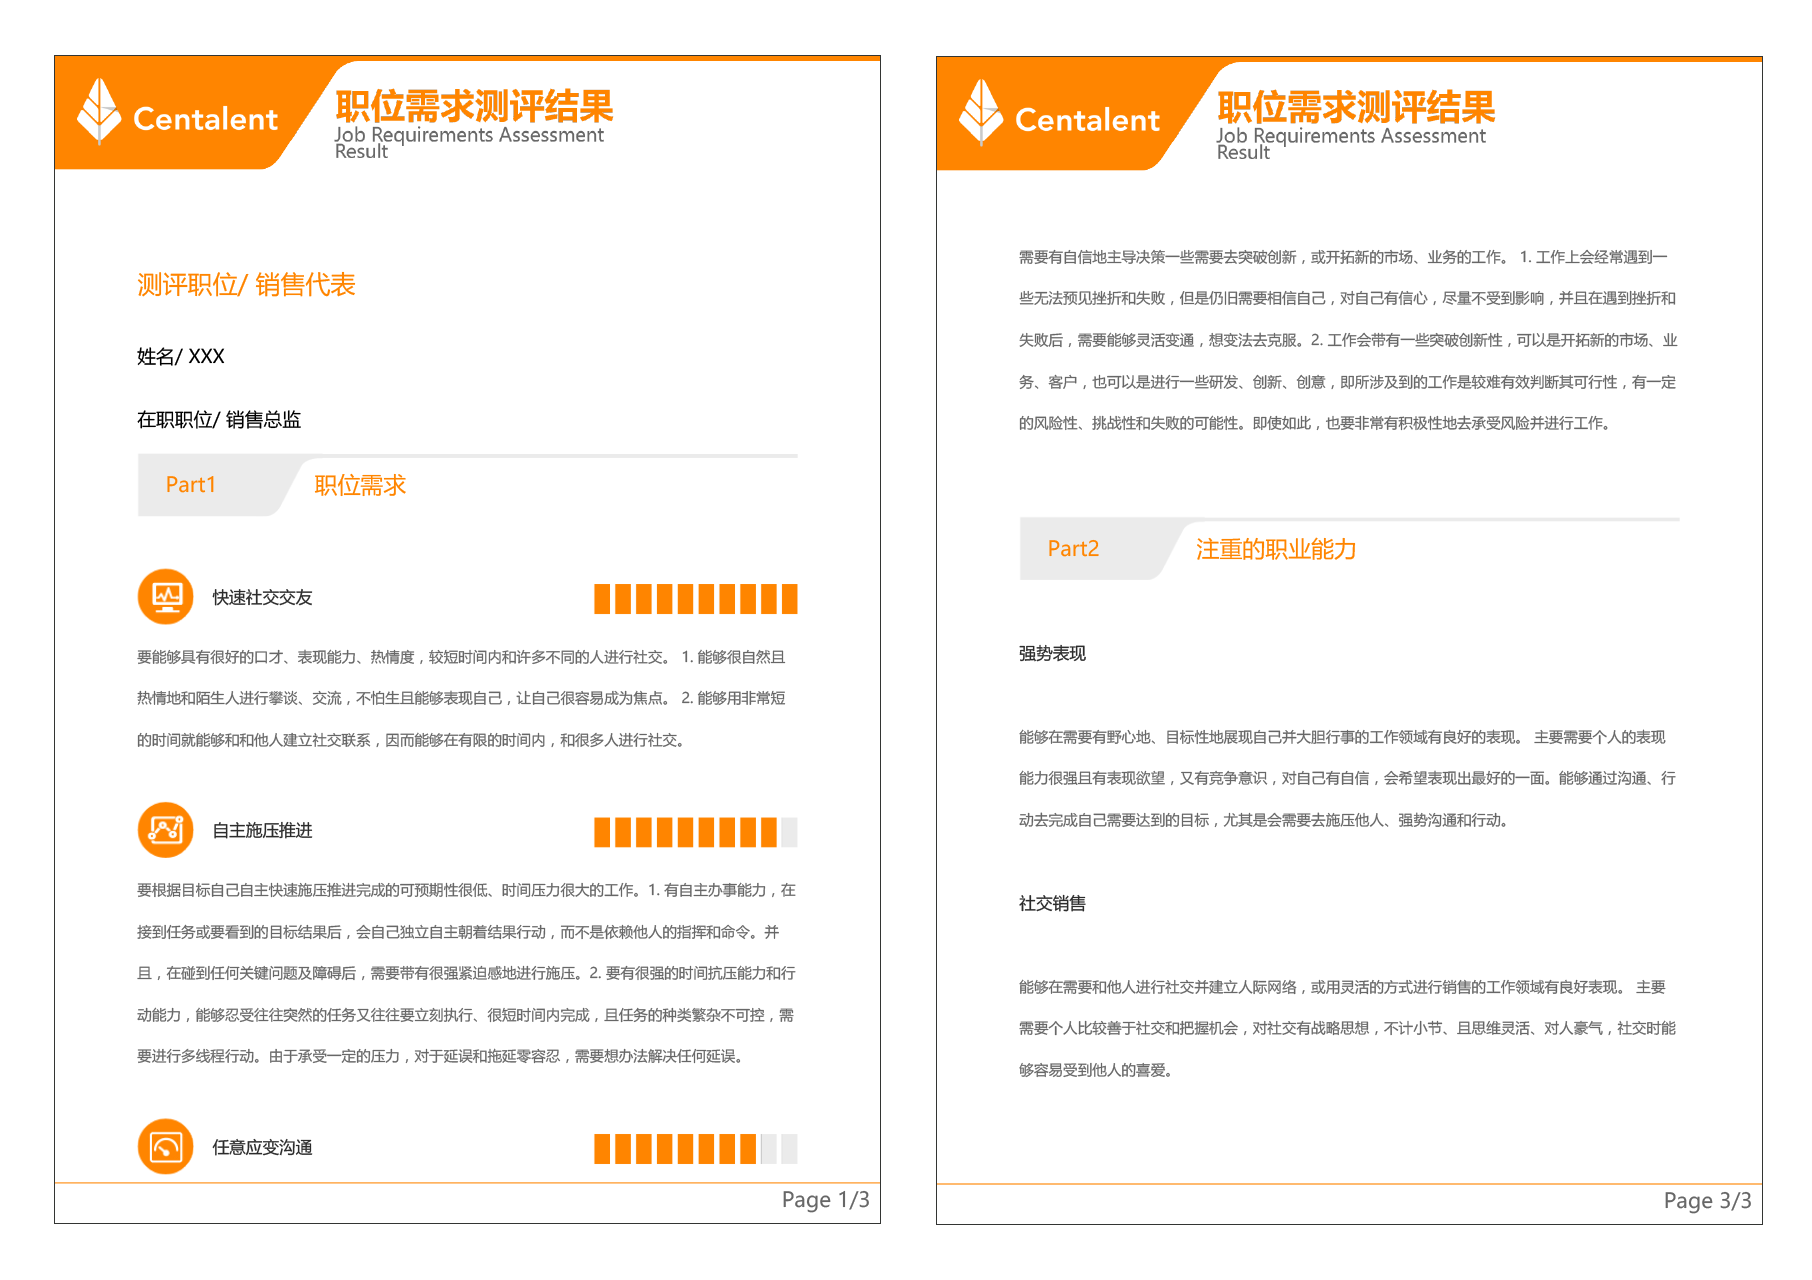 Centalent
职位需求测评结果
Job Requirements Assessment
Result
测评职位/ 销售代表
姓名/ XXX
在职职位/ 销售总监
Part1
职位需求
快速社交交友
要能够具有很好的口才、表现能力、热情度，较短时间内和许多不同的人进行社交。 1. 能够很自然且
热情地和陌生人进行攀谈、交流，不怕生且能够表现自己，让自己很容易成为焦点。 2. 能够用非常短
的时间就能够和和他人建立社交联系，因而能够在有限的时间内，和很多人进行社交。
自主施压推进
要根据目标自己自主快速施压推进完成的可预期性很低、时间压力很大的工作。1. 有自主办事能力，在
接到任务或要看到的目标结果后，会自己独立自主朝着结果行动，而不是依赖他人的指挥和命令。并
且，在碰到任何关键问题及障碍后，需要带有很强紧迫感地进行施压。2. 要有很强的时间抗压能力和行
动能力，能够忍受往往突然的任务又往往要立刻执行、很短时间内完成，且任务的种类繁杂不可控，需
要进行多线程行动。由于承受一定的压力，对于延误和拖延零容忍，需要想办法解决任何延误。
任意应变沟通
Page 1/3
Centalent
职位需求测评结果
Job Requirements Assessment
Result
需要有自信地主导决策一些需要去突破创新，或开拓新的市场、业务的工作。 1. 工作上会经常遇到一
些无法预见挫折和失败，但是仍旧需要相信自己，对自己有信心，尽量不受到影响，并且在遇到挫折和
失败后，需要能够灵活变通，想变法去克服。2. 工作会带有一些突破创新性，可以是开拓新的市场、业
务、客户，也可以是进行一些研发、创新、创意，即所涉及到的工作是较难有效判断其可行性，有一定
的风险性、挑战性和失败的可能性。即使如此，也要非常有积极性地去承受风险并进行工作。
Part2
注重的职业能力
强势表现
能够在需要有野心地、目标性地展现自己并大胆行事的工作领域有良好的表现。 主要需要个人的表现
能力很强且有表现欲望，又有竞争意识，对自己有自信，会希望表现出最好的一面。能够通过沟通、行
动去完成自己需要达到的目标，尤其是会需要去施压他人、强势沟通和行动。
社交销售
能够在需要和他人进行社交并建立人际网络，或用灵活的方式进行销售的工作领域有良好表现。 主要
需要个人比较善于社交和把握机会，对社交有战略思想，不计小节、且思维灵活、对人豪气，社交时能
够容易受到他人的喜爱。
Page 3/3